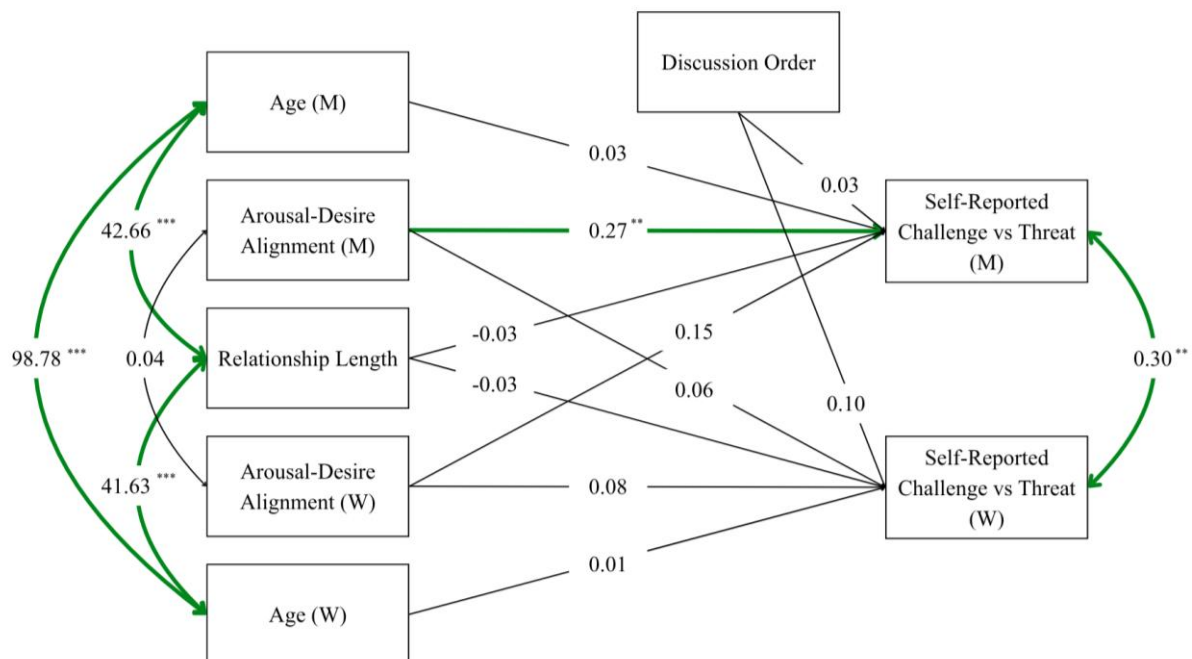 Discussion Order
Age (M)
0.03
0.03
Arousal-Desire
Alignment (M)
42.66 ***
0.27 **
Self-Reported
Challenge vs Threat
(M)
-0.03
0.15
Relationship Length
98.78 ***
0.04
0.30 **
-0.03
0.06
0.10
Arousal-Desire
Alignment (W)
41.63 ***
0.08
Self-Reported
Challenge vs Threat
(W)
0.01
Age (W)